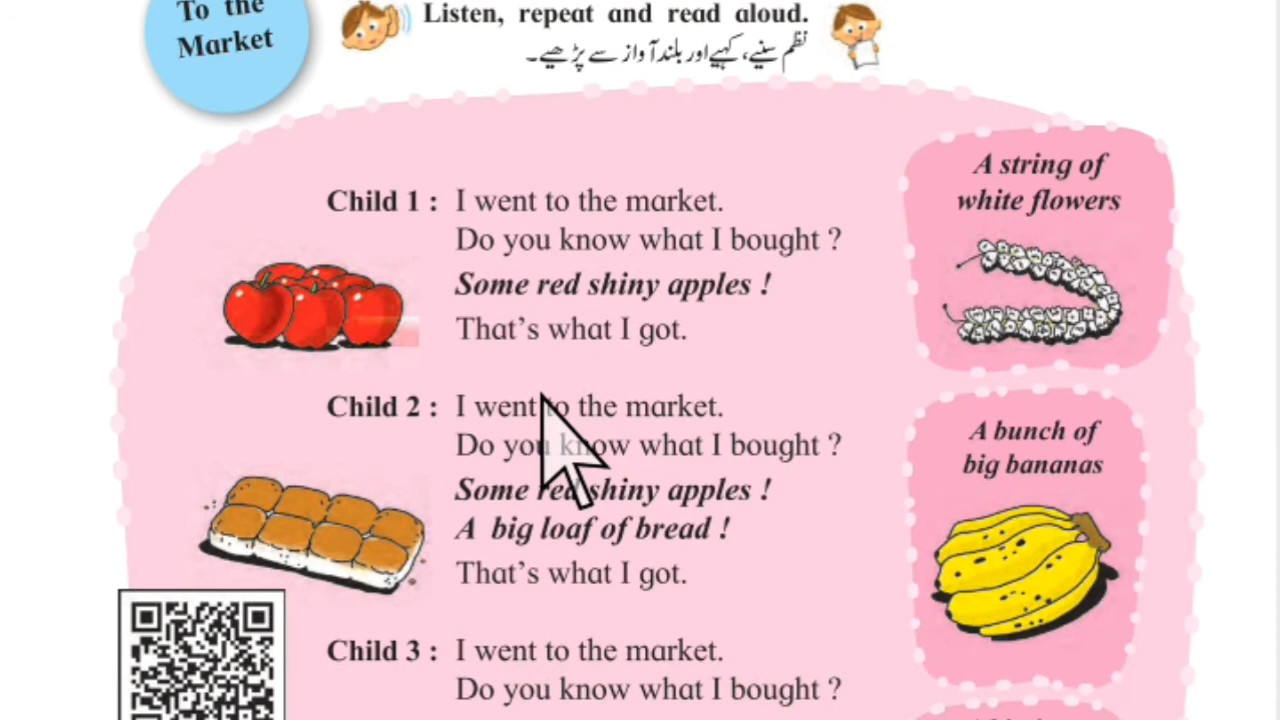 To the
Market
Listen, repeat and read aloud.
نظم سنیے، کہیے اور بلند آواز سے پڑھیے۔
Child 1 : I went to the market.
Do you know what I bought ?
Some red shiny apples !
That's what I got.
Child 2 : I went to the market.
Do you know what I bought ?
Some red shiny apples !
A big loaf of bread !
That's what I got.
Child 3 : I went to the market.
Do you know what I bought ?
A string of
white flowers
A bunch of
big bananas